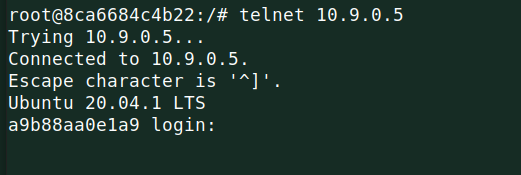 root@8ca6684c4b22:/# telnet 10.9.0.5
Trying 10.9.0.5...
Connected to 10.9.0.5.
Escape character is '^]'.
Ubuntu 20.04.1 LTS
a9b88aa0e1a9 login: